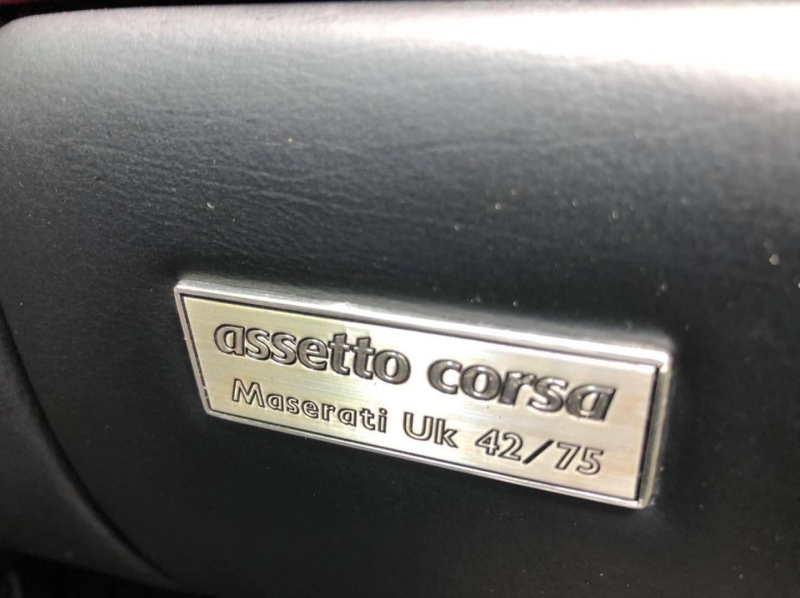 assetto corsa
Maserati Uk 42/75